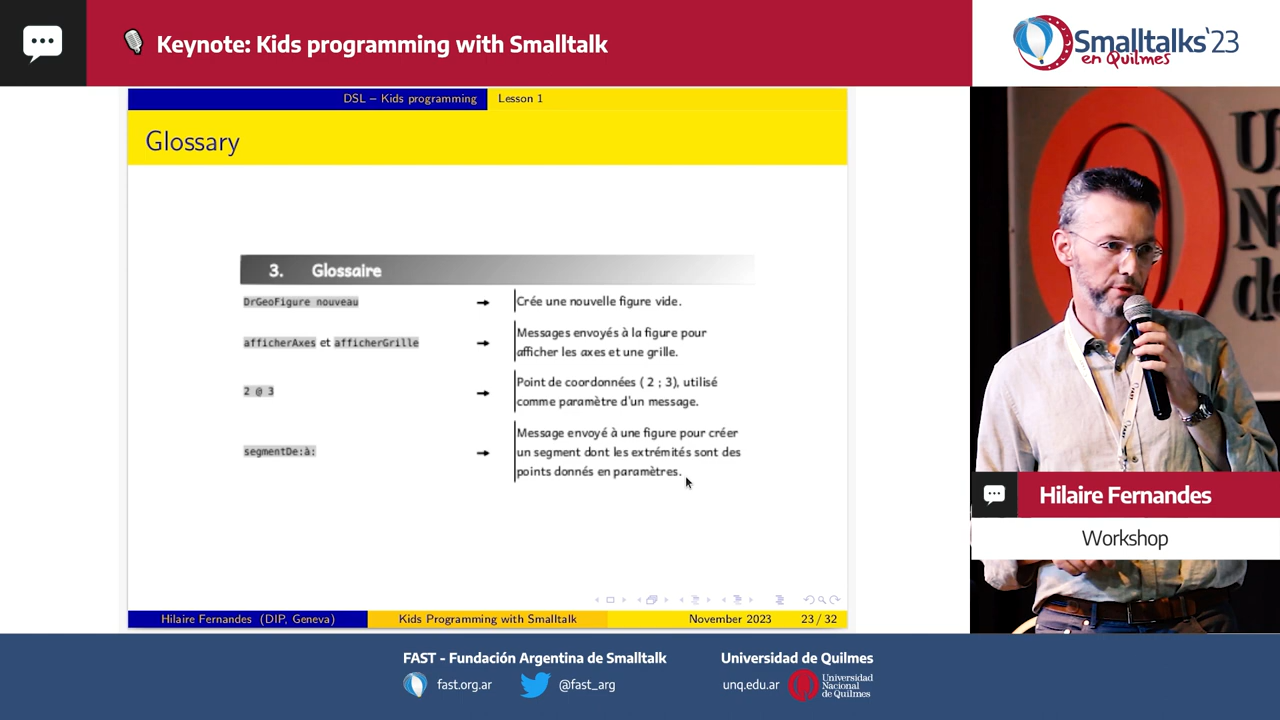 Keynote: Kids programming with Smalltalk
Smalltalks'23
en Quilmes
DSL – Kids programming
Lesson 1
Glossary
3. Glossaire
DrGeoFigure nouveau
Crée une nouvelle figure vide.
afficherAxes et afficherGrille
Messages envoyés à la figure pour
afficher les axes et une grille.
2 @ 3
Point de coordonnées ( 2 ; 3), utilisé
comme paramètre d'un message.
segmentDe:à:
Message envoyé à une figure pour créer
un segment dont les extrémités sont des
points donnés en paramètres.
Hilaire Fernandes (DIP, Geneva)
Kids Programming with Smalltalk
November 2023
23 / 32
Hilaire Fernandes
Workshop
FAST - Fundación Argentina de Smalltalk
fast.org.ar
@fast_arg
Universidad de Quilmes
unq.edu.ar
Universidad
Nacional
de Quilmes